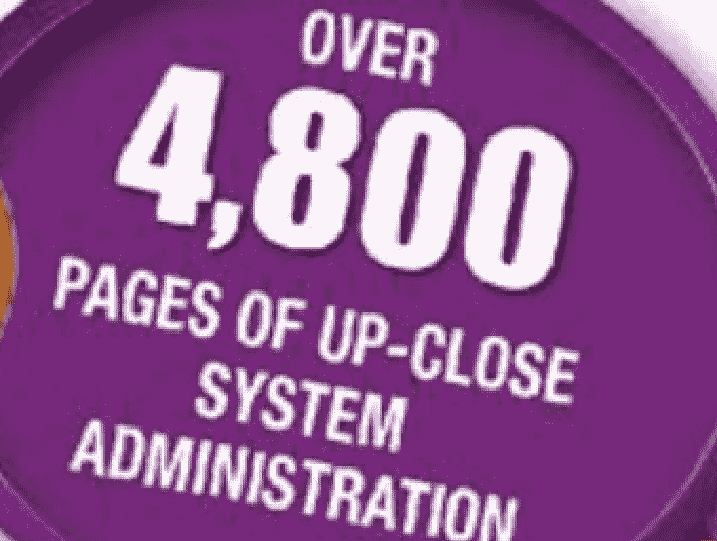 OVER
4,800
PAGES OF UP-CLOSE
SYSTEM
ADMINISTRATION